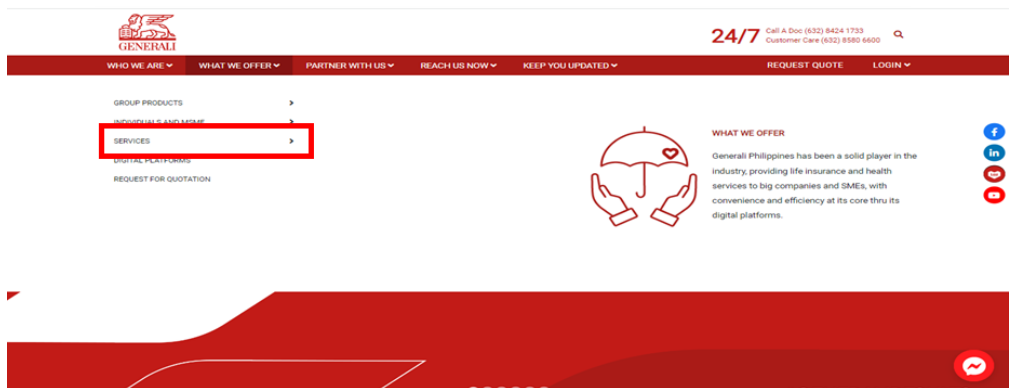 GENERALI
24/7
Call A Doc (632) 8424 1733
Customer Care (632) 8580 6600
WHO WE ARE
WHAT WE OFFER
PARTNER WITH US
REACH US NOW
KEEP YOU UPDATED
REQUEST QUOTE
LOGIN
GROUP PRODUCTS
INDIVIDUALS AND MSME
SERVICES
DIGITAL PLATFORMS
REQUEST FOR QUOTATION
WHAT WE OFFER
Generali Philippines has been a solid player in the
industry, providing life insurance and health
services to big companies and SMEs, with
convenience and efficiency at its core thru its
digital platforms.
f
in